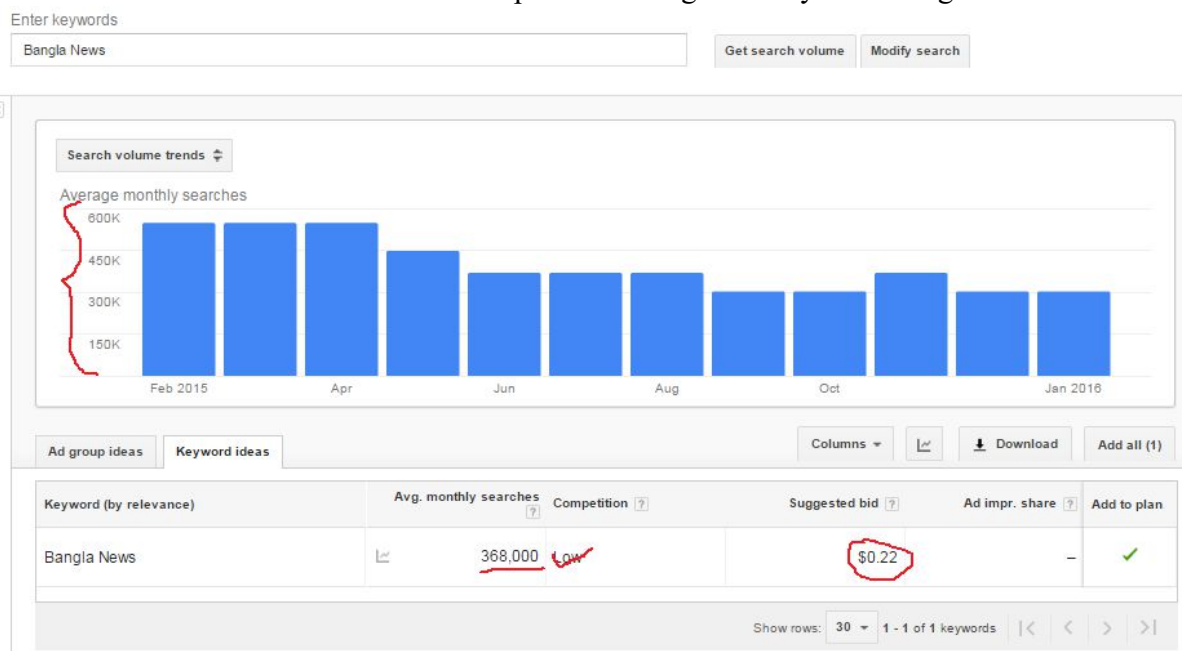 Enter keywords
Bangla News
Get search volume
Modify search
Search volume trends
Average monthly searches
600K
450K
300K
150K
Feb 2015 Apr Jun Aug Oct Jan 2016
Ad group ideas Keyword ideas Columns Download Add all (1)
Keyword (by relevance) Avg. monthly searches ? Competition ? Suggested bid ? Ad impr. share ? Add to plan
Bangla News 368,000 Low $0.22 –
Show rows: 30 1 - 1 of 1 keywords